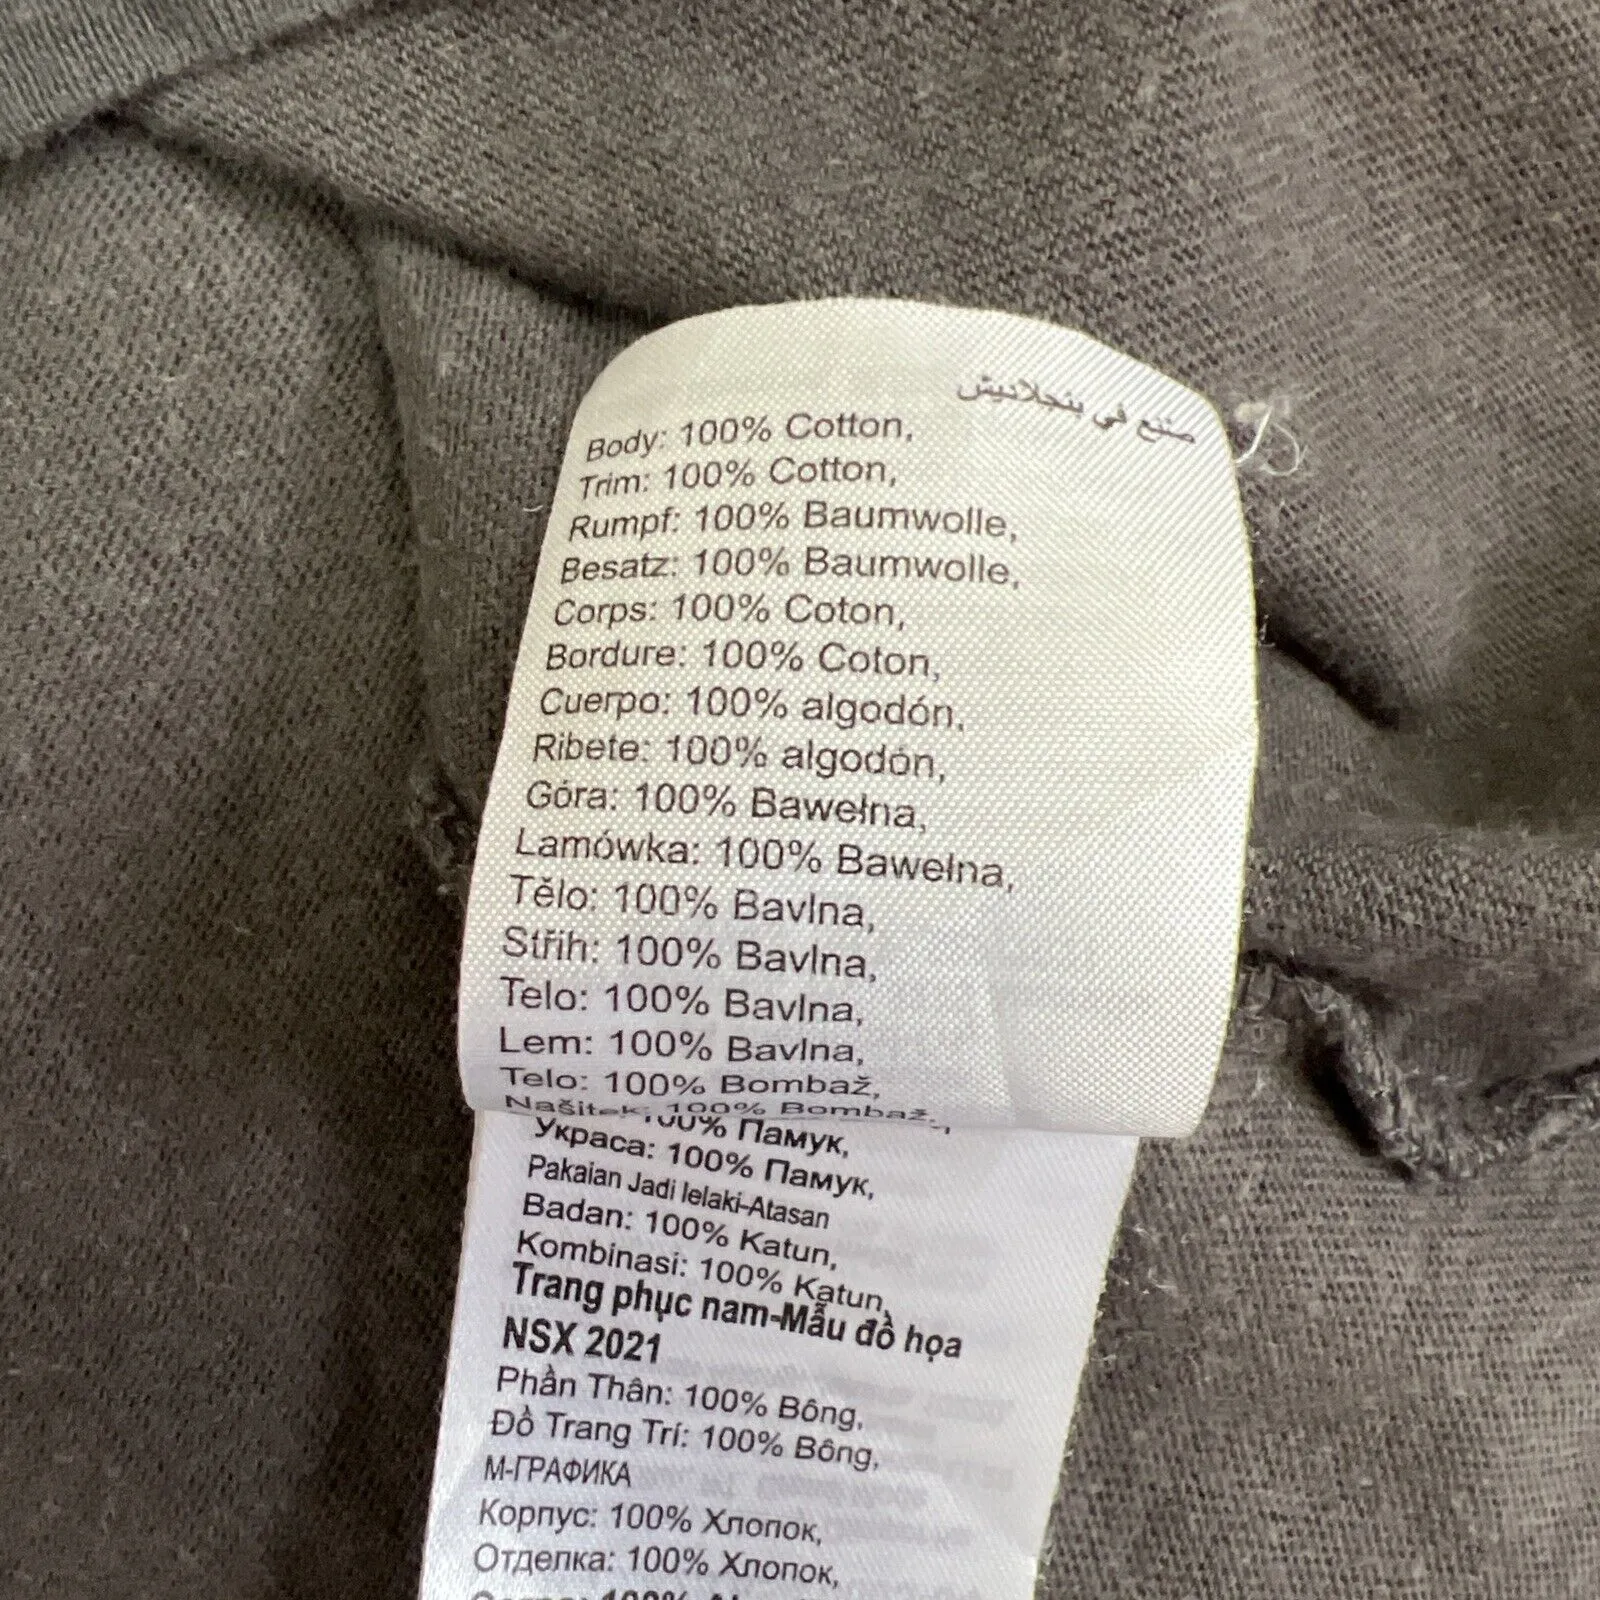 صنع في بنجلاديش
Body: 100% Cotton,
Trim: 100% Cotton,
Rumpf: 100% Baumwolle,
Besatz: 100% Baumwolle,
Corps: 100% Coton,
Bordure: 100% Coton,
Cuerpo: 100% algodón,
Ribete: 100% algodón,
Góra: 100% Bawełna,
Lamówka: 100% Bawełna,
Tělo: 100% Bavlna,
Střih: 100% Bavlna,
Telo: 100% Bavlna,
Lem: 100% Bavlna,
Telo: 100% Bombaž,
Našitek: 100% Bombaž,
100% Памук,
Украса: 100% Памук,
Pakaian Jadi lelaki-Atasan
Badan: 100% Katun,
Kombinasi: 100% Katun,
Trang phục nam-Mẫu đồ họa
NSX 2021
Phần Thân: 100% Bông,
Đồ Trang Trí: 100% Bông,
М-ГРАФИКА
Корпус: 100% Хлопок,
Отделка: 100% Хлопок,
100%